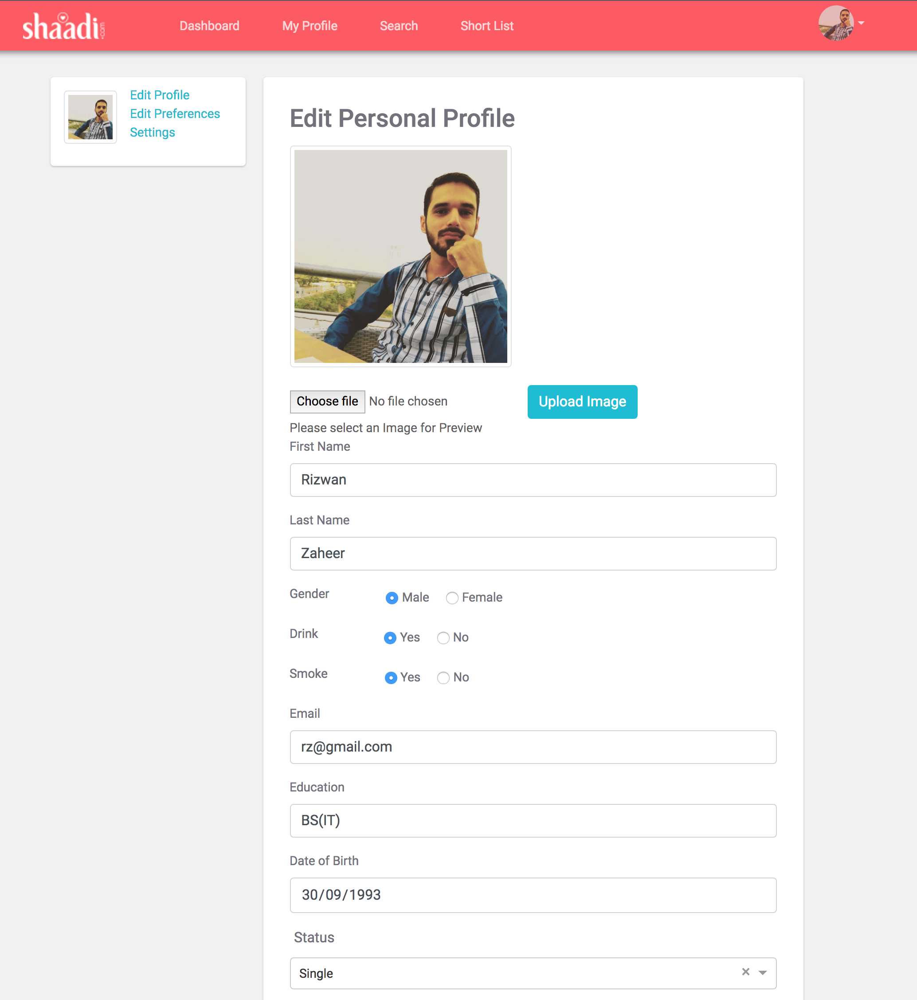 shaadi.com
Dashboard My Profile Search Short List
Edit Profile
Edit Preferences
Settings
Edit Personal Profile
Choose file No file chosen Upload Image
Please select an Image for Preview
First Name
Rizwan
Last Name
Zaheer
Gender Male Female
Drink Yes No
Smoke Yes No
Email
rz@gmail.com
Education
BS(IT)
Date of Birth
30/09/1993
Status
Single